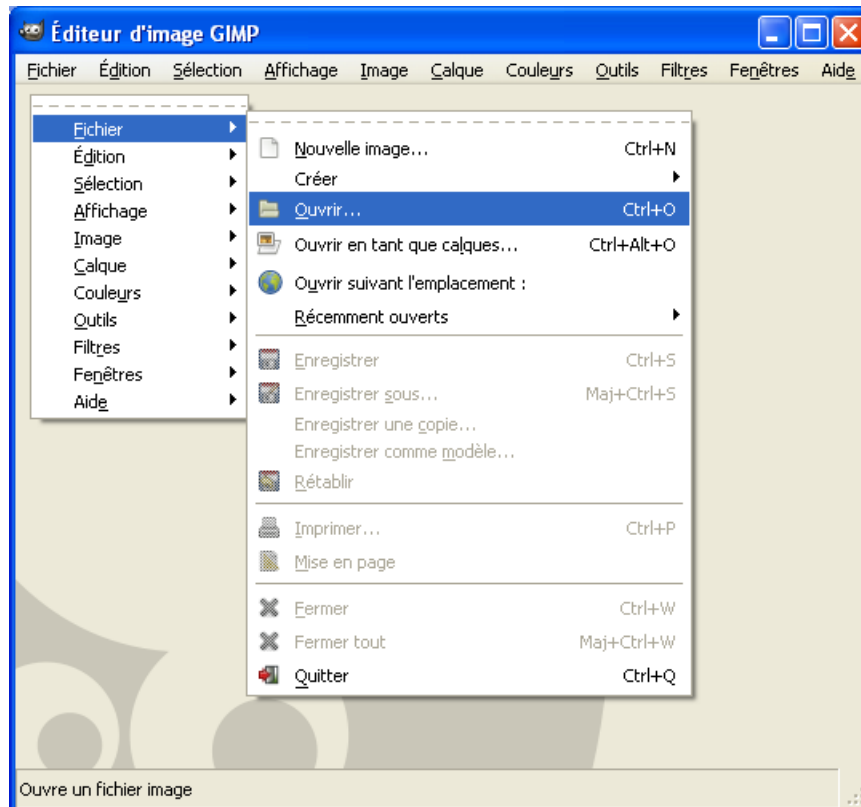 Éditeur d'image GIMP
Fichier Édition Sélection Affichage Image Calque Couleurs Outils Filtres Fenêtres Aide
Fichier
Édition
Sélection
Affichage
Image
Calque
Couleurs
Outils
Filtres
Fenêtres
Aide
Nouvelle image... Ctrl+N
Créer
Ouvrir... Ctrl+O
Ouvrir en tant que calques... Ctrl+Alt+O
Ouvrir suivant l'emplacement :
Récemment ouverts
Enregistrer Ctrl+S
Enregistrer sous... Maj+Ctrl+S
Enregistrer une copie...
Enregistrer comme modèle...
Rétablir
Imprimer... Ctrl+P
Mise en page
Fermer Ctrl+W
Fermer tout Maj+Ctrl+W
Quitter Ctrl+Q
Ouvre un fichier image